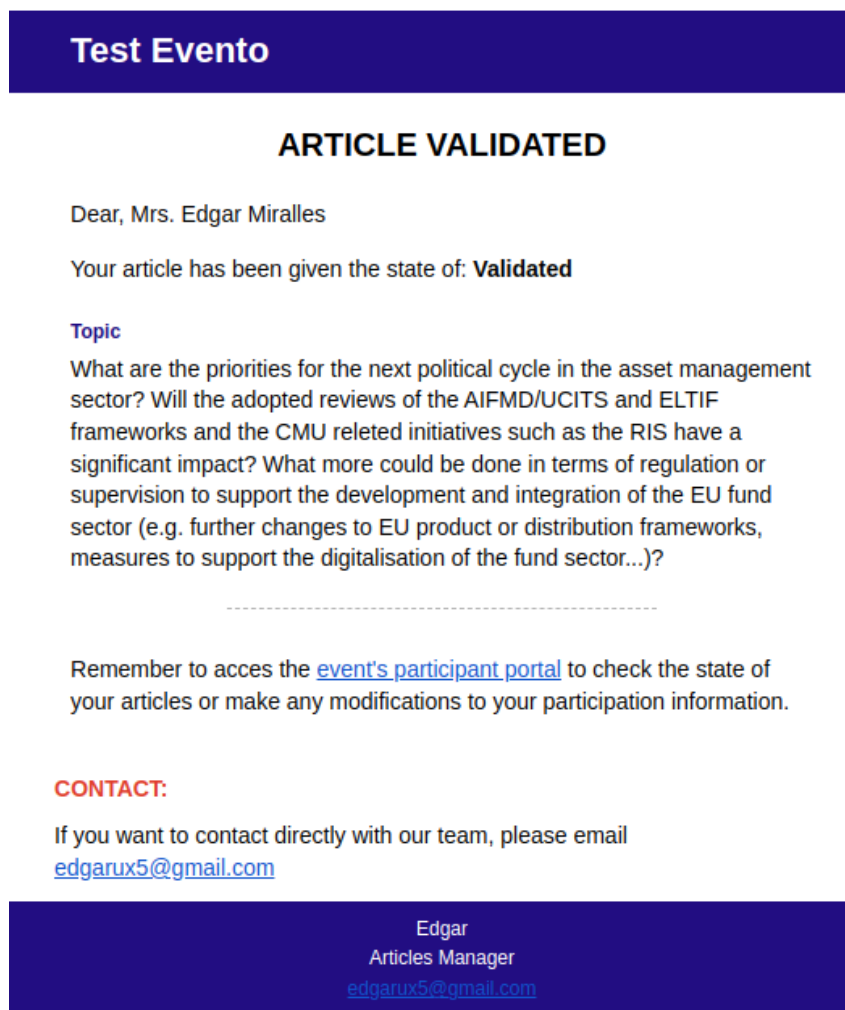 Test Evento
ARTICLE VALIDATED
Dear, Mrs. Edgar Miralles
Your article has been given the state of: Validated
Topic
What are the priorities for the next political cycle in the asset management
sector? Will the adopted reviews of the AIFMD/UCITS and ELTIF
frameworks and the CMU releted initiatives such as the RIS have a
significant impact? What more could be done in terms of regulation or
supervision to support the development and integration of the EU fund
sector (e.g. further changes to EU product or distribution frameworks,
measures to support the digitalisation of the fund sector...)?
Remember to acces the event's participant portal to check the state of
your articles or make any modifications to your participation information.
CONTACT:
If you want to contact directly with our team, please email
edgarux5@gmail.com
Edgar
Articles Manager
edgarux5@gmail.com